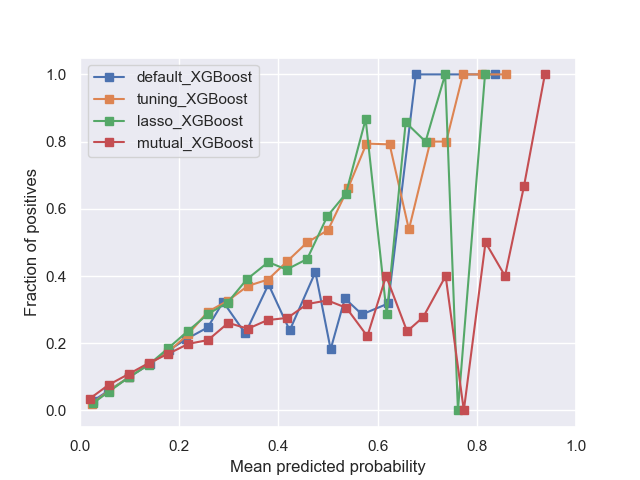 default_XGBoost
tuning_XGBoost
lasso_XGBoost
mutual_XGBoost
Fraction of positives
1.0
0.8
0.6
0.4
0.2
0.0
0.0 0.2 0.4 0.6 0.8 1.0
Mean predicted probability